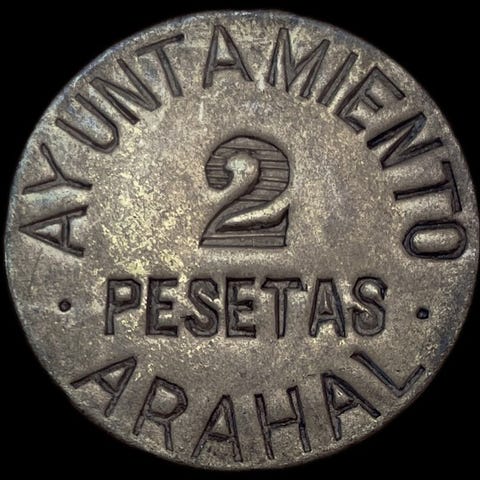 AYUNTAMIENTO
2
· PESETAS ·
ARAHAL